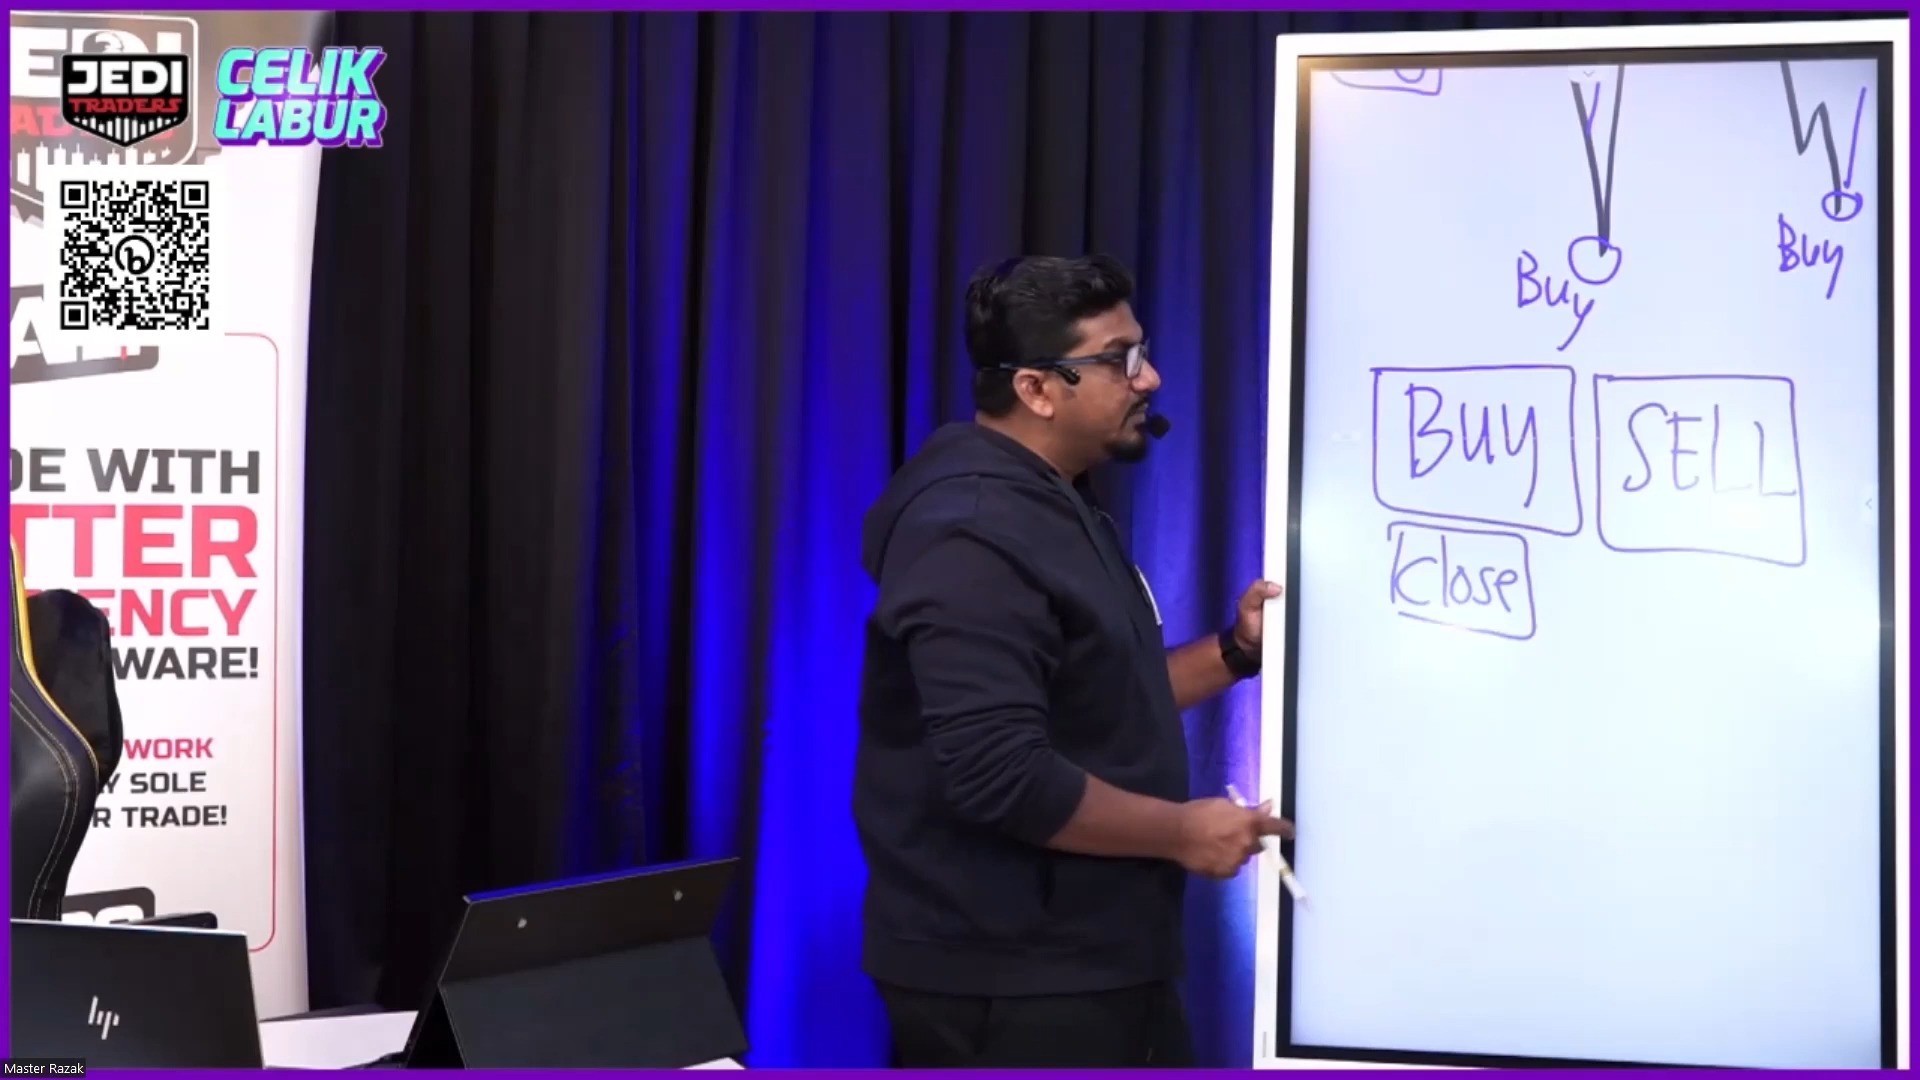 JEDI
TRADERS
CELIK
LABUR
DE WITH
TTER
ENCY
WARE!
WORK
Y SOLE
R TRADE!
hp
Buy
Buy
BUY
SELL
Close
Master Razak